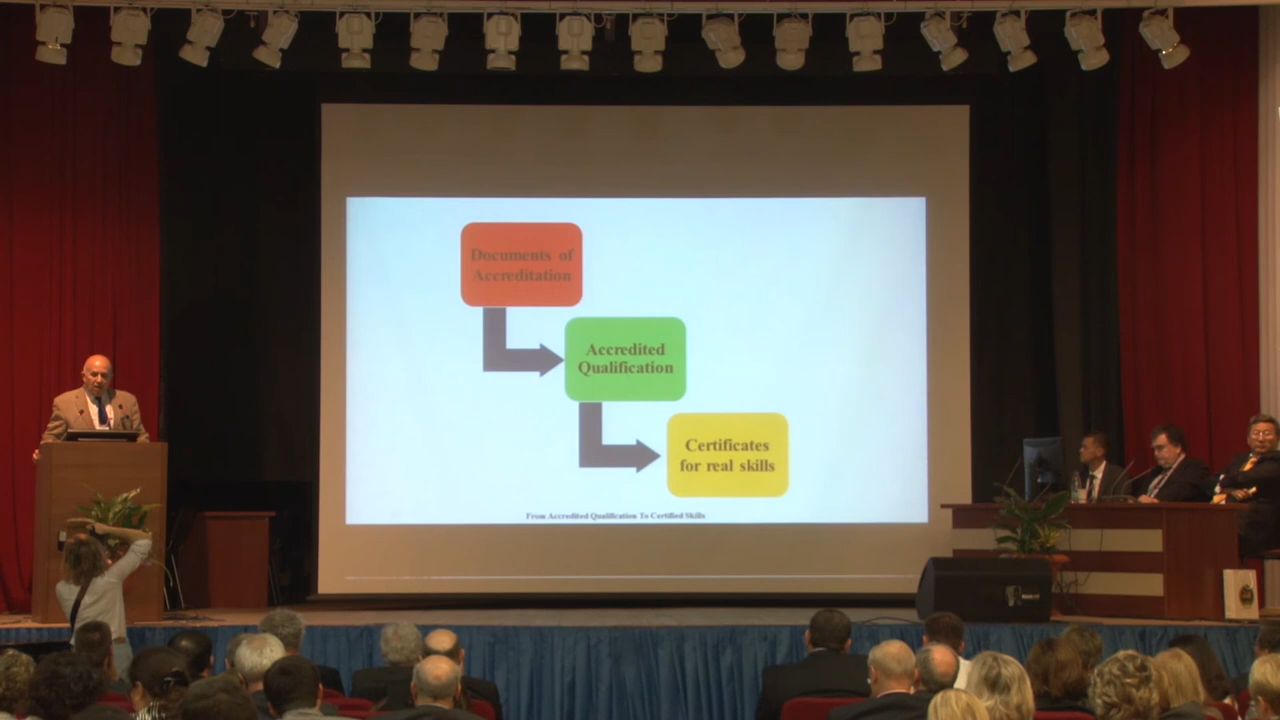 Documents of
Accreditation
Accredited
Qualification
Certificates
for real skills
From Accredited Qualification To Certified Skills